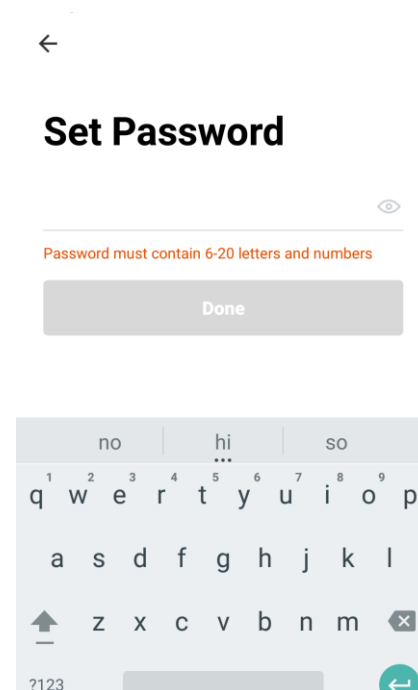 Set Password
Password must contain 6-20 letters and numbers
Done
no hi so
1 2 3 4 5 6 7 8 9
q w e r t y u i o p
a s d f g h j k l
z x c v b n m
?123